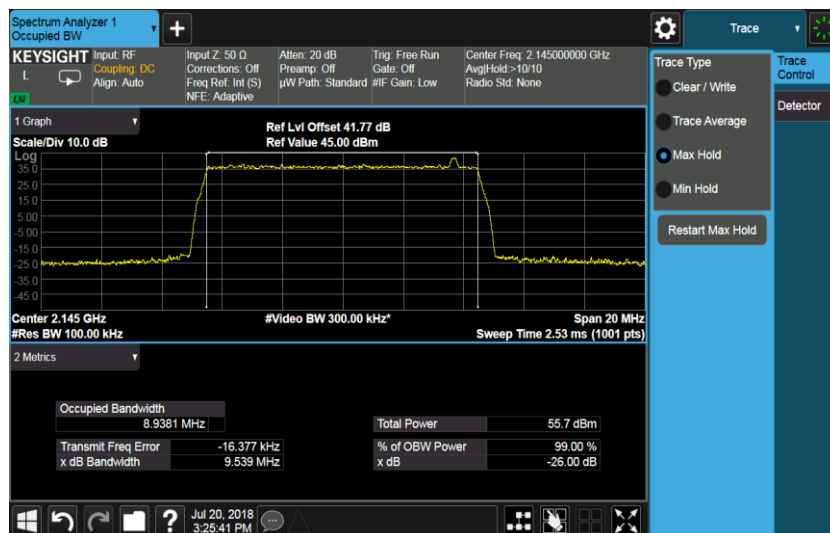 Spectrum Analyzer 1
Occupied BW
+
Trace
KEYSIGHT
L
LXI
Input: RF
Coupling: DC
Align: Auto
Input Z: 50 Ω
Corrections: Off
Freq Ref: Int (S)
NFE: Adaptive
Atten: 20 dB
Preamp: Off
µW Path: Standard
Trig: Free Run
Gate: Off
#IF Gain: Low
Center Freq: 2.145000000 GHz
Avg|Hold:>10/10
Radio Std: None
Trace Type
Clear / Write
Trace Average
Max Hold
Min Hold
Restart Max Hold
Trace
Control
Detector
1 Graph
Scale/Div 10.0 dB
Ref Lvl Offset 41.77 dB
Ref Value 45.00 dBm
Log
35.0
25.0
15.0
5.00
-5.00
-15.0
-25.0
-35.0
-45.0
Center 2.145 GHz
#Res BW 100.00 kHz
#Video BW 300.00 kHz*
Span 20 MHz
Sweep Time 2.53 ms (1001 pts)
2 Metrics
Occupied Bandwidth
8.9381 MHz
Total Power 55.7 dBm
Transmit Freq Error -16.377 kHz
% of OBW Power 99.00 %
x dB Bandwidth 9.539 MHz
x dB -26.00 dB
?
Jul 20, 2018
3:25:41 PM